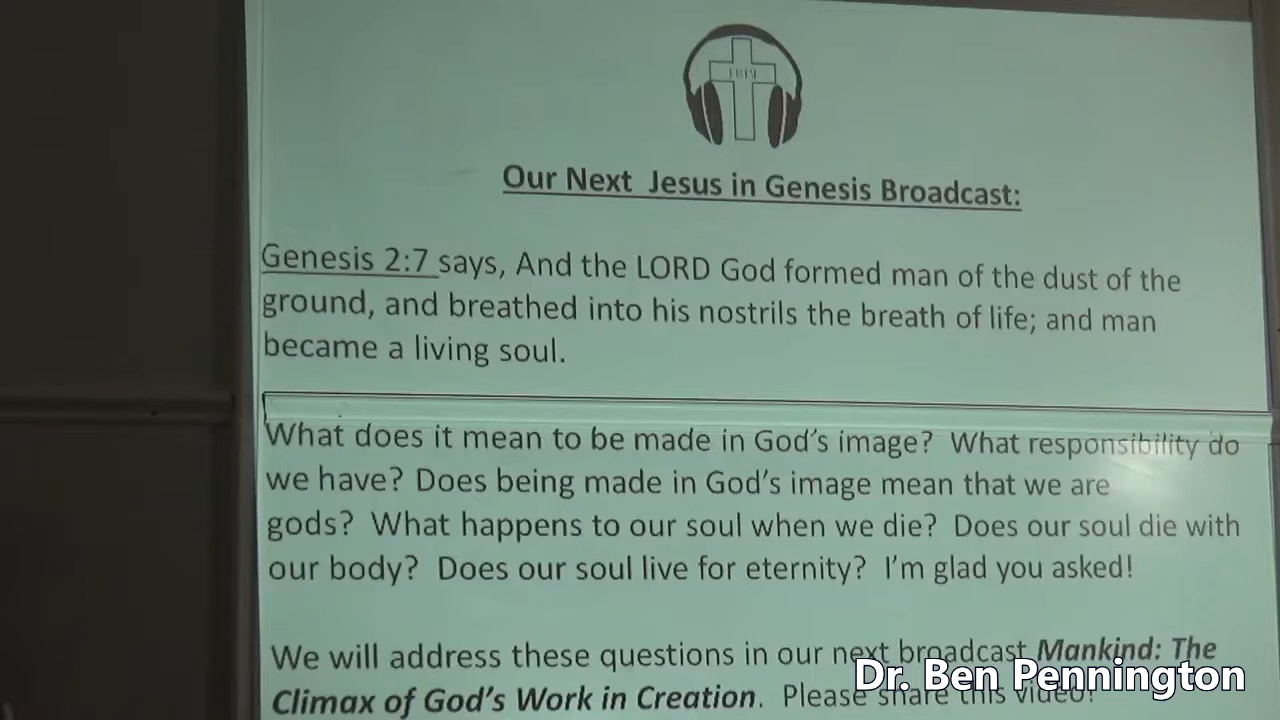 Our Next Jesus in Genesis Broadcast:
Genesis 2:7 says, And the LORD God formed man of the dust of the
ground, and breathed into his nostrils the breath of life; and man
became a living soul.
What does it mean to be made in God's image? What responsibility do
we have? Does being made in God's image mean that we are
gods? What happens to our soul when we die? Does our soul die with
our body? Does our soul live for eternity? I'm glad you asked!
We will address these questions in our next broadcast Mankind: The
Climax of God's Work in Creation. Please share this video!
Dr. Ben Pennington